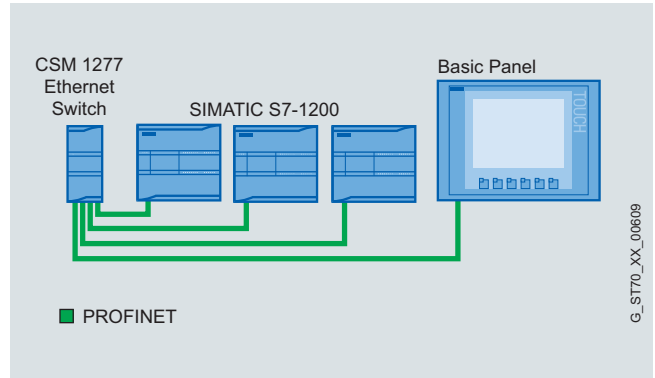 CSM 1277
Ethernet
Switch
SIMATIC S7-1200
Basic Panel
TOUCH
PROFINET
G_ST70_XX_00609